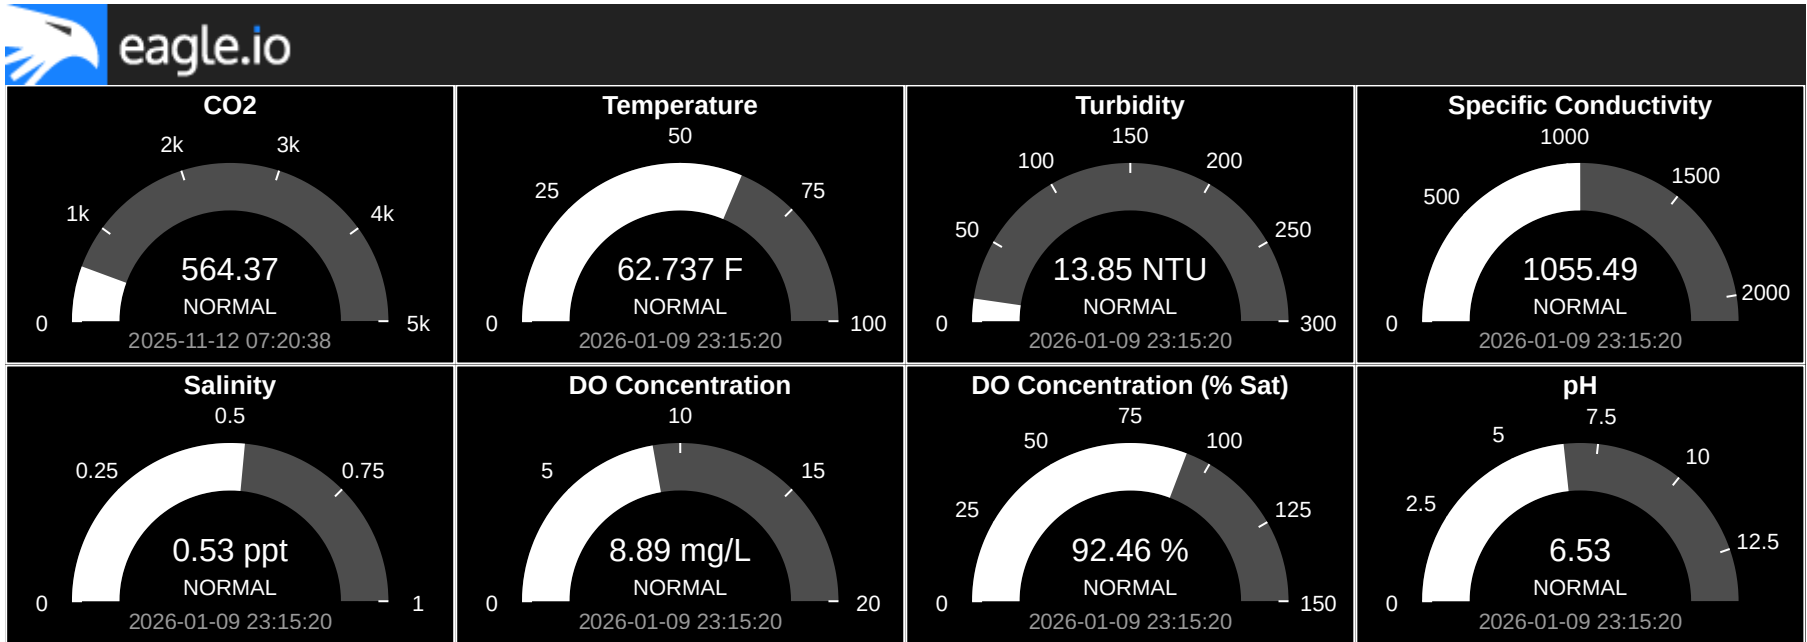 eagle.io
CO2
0
1k
2k
3k
4k
5k
564.37
NORMAL
2025-11-12 07:20:38
Temperature
0
25
50
75
100
62.737 F
NORMAL
2026-01-09 23:15:20
Turbidity
0
50
100
150
200
250
300
13.85 NTU
NORMAL
2026-01-09 23:15:20
Specific Conductivity
0
500
1000
1500
2000
1055.49
NORMAL
2026-01-09 23:15:20
Salinity
0
0.25
0.5
0.75
1
0.53 ppt
NORMAL
2026-01-09 23:15:20
DO Concentration
0
5
10
15
20
8.89 mg/L
NORMAL
2026-01-09 23:15:20
DO Concentration (% Sat)
0
25
50
75
100
125
150
92.46 %
NORMAL
2026-01-09 23:15:20
pH
0
2.5
5
7.5
10
12.5
6.53
NORMAL
2026-01-09 23:15:20